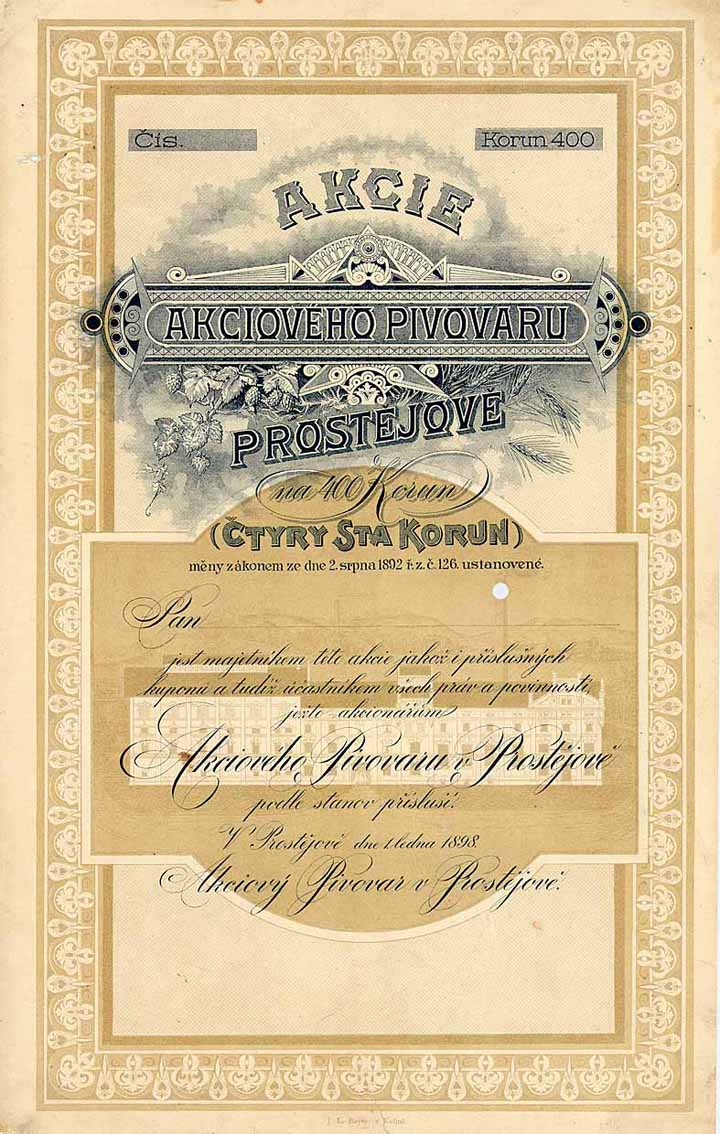 Čís.
Korun 400
AKCIE
AKCIOVÉHO PIVOVARU
PROSTĚJOVĚ
na 400 Korun
(ČTYRY STA KORUN)
měny zákonem ze dne 2. srpna 1892 ř. z. č. 126. ustanovené.
Pan
jest majetníkem této akcie jakož i příslušných
kuponů a tudíž účastníkem všech práv a povinností,
ježto akcionářům
Akciového Pivovaru v Prostějově
podle stanov přísluší.
V Prostějově dne 1. ledna 1898.
Akciový Pivovar v Prostějově.